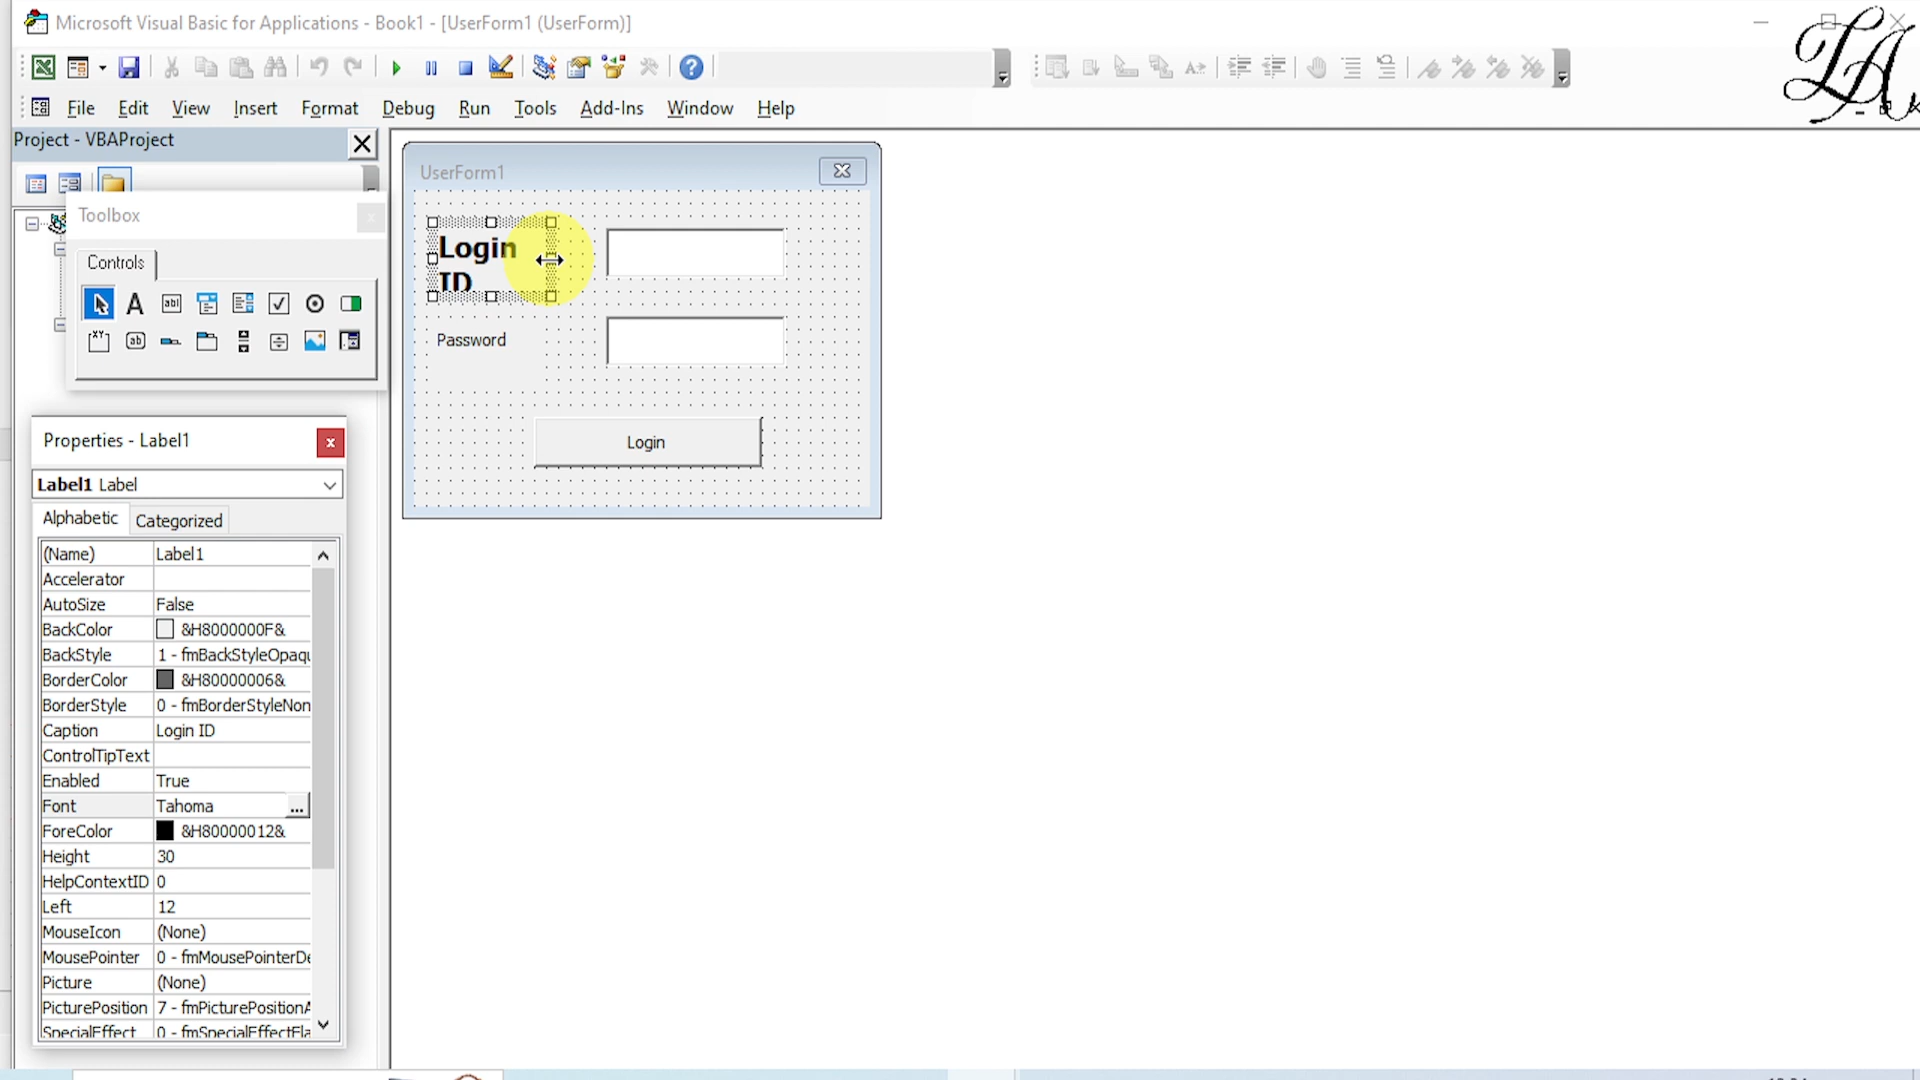 Microsoft Visual Basic for Applications - Book1 - [UserForm1 (UserForm)]
File Edit View Insert Format Debug Run Tools Add-Ins Window Help
Project - VBAProject
Toolbox
Controls
UserForm1
Login
ID
Password
Login
Properties - Label1
Label1 Label
Alphabetic Categorized
(Name) Label1
Accelerator
AutoSize False
BackColor &H8000000F&
BackStyle 1 - fmBackStyleOpaqu
BorderColor &H80000006&
BorderStyle 0 - fmBorderStyleNon
Caption Login ID
ControlTipText
Enabled True
Font Tahoma ...
ForeColor &H80000012&
Height 30
HelpContextID 0
Left 12
MouseIcon (None)
MousePointer 0 - fmMousePointerDe
Picture (None)
PicturePosition 7 - fmPicturePositionA
SpecialEffect 0 - fmSpecialEffectFla